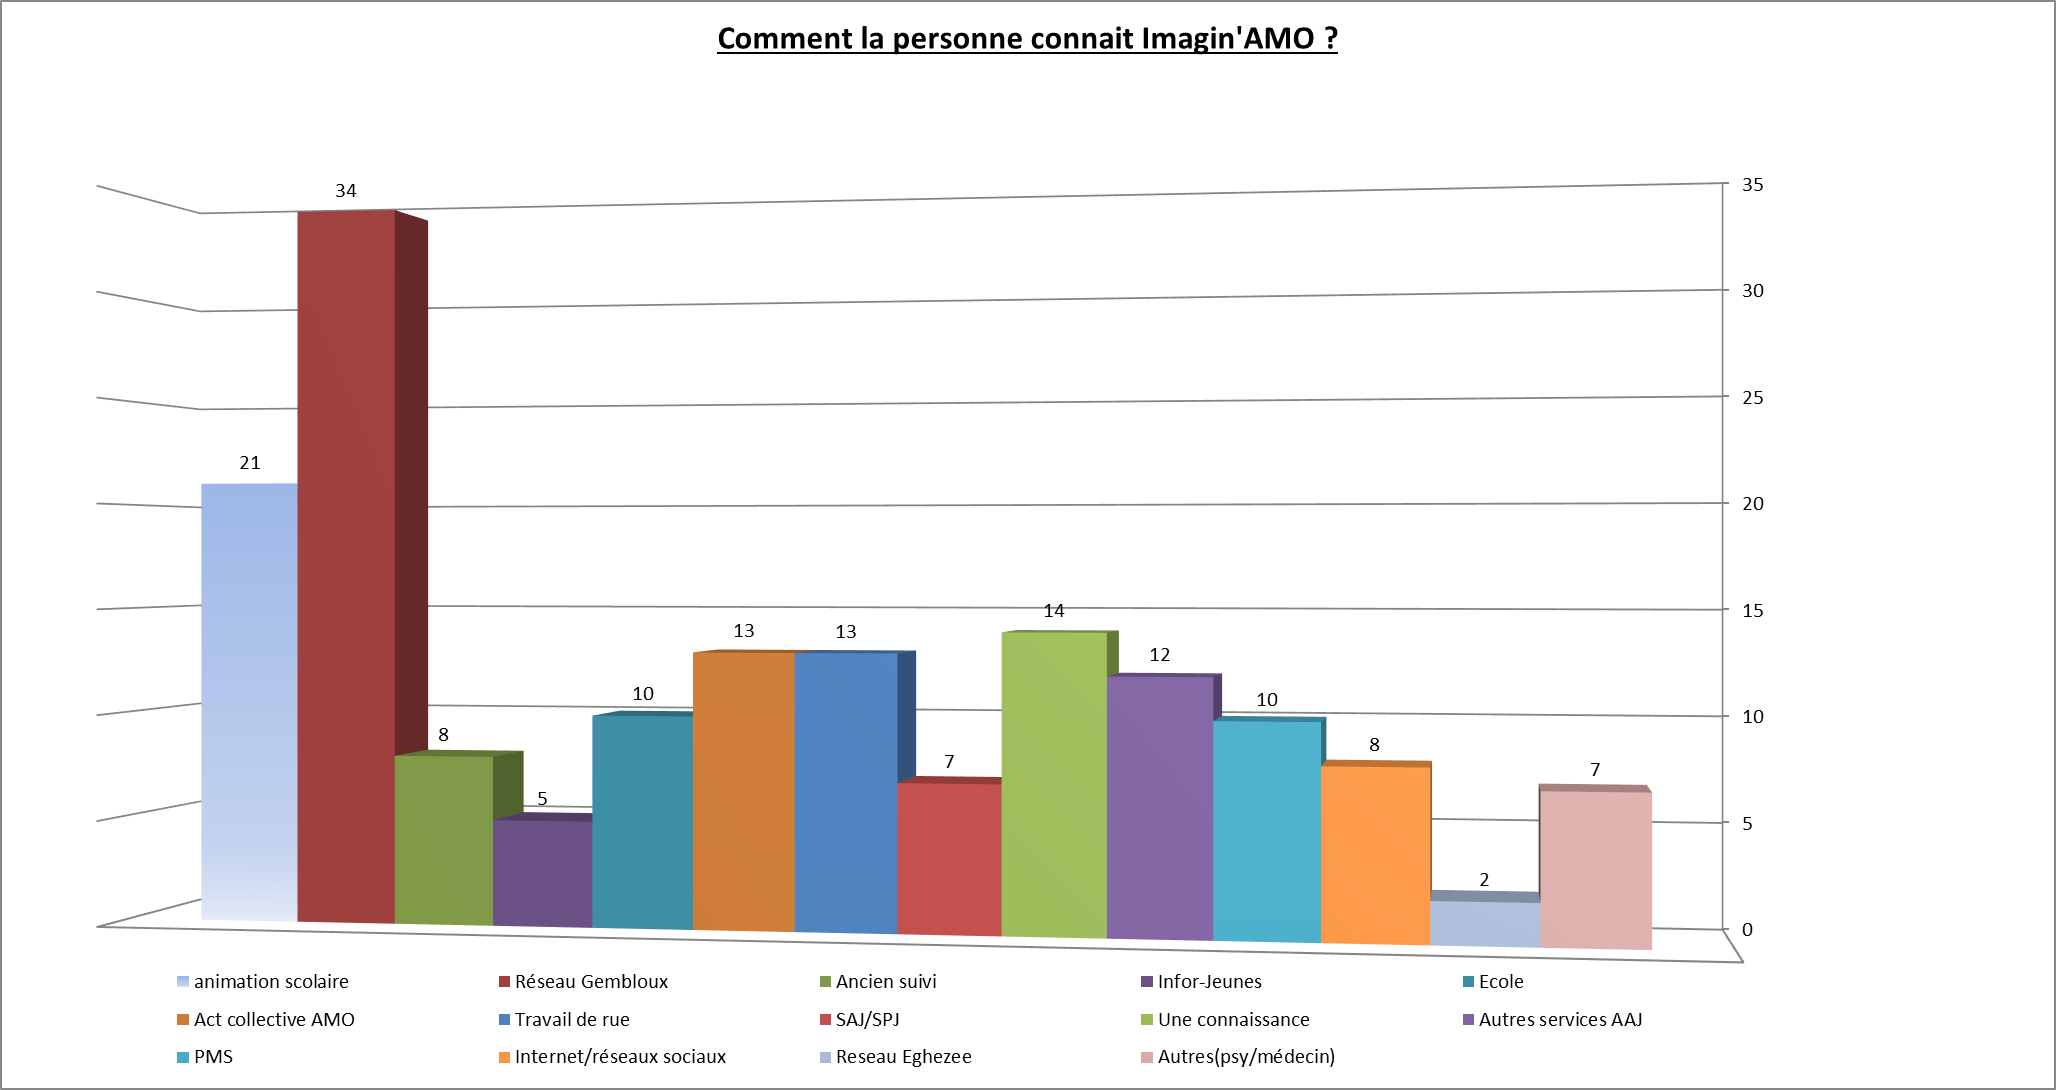 Comment la personne connait Imagin'AMO ?
34
35
30
25
21
20
14
15
13
13
12
10
10
10
8
8
7
7
5
5
2
0
animation scolaire
Réseau Gembloux
Ancien suivi
Infor-Jeunes
Ecole
Act collective AMO
Travail de rue
SAJ/SPJ
Une connaissance
Autres services AAJ
PMS
Internet/réseaux sociaux
Reseau Eghezee
Autres(psy/médecin)